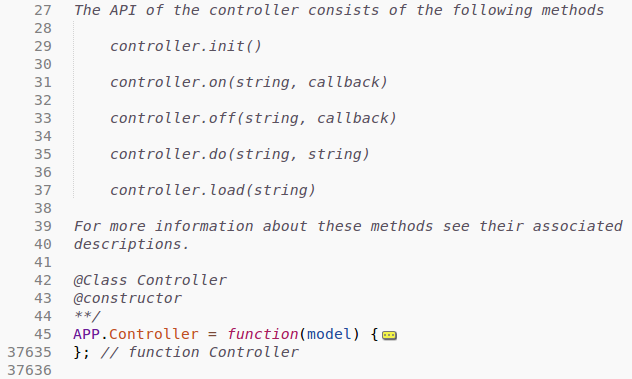 27 The API of the controller consists of the following methods
28
29 controller.init()
30
31 controller.on(string, callback)
32
33 controller.off(string, callback)
34
35 controller.do(string, string)
36
37 controller.load(string)
38
39 For more information about these methods see their associated
40 descriptions.
41
42 @Class Controller
43 @constructor
44 **/
45 APP.Controller = function(model) {
37635 }; // function Controller
37636